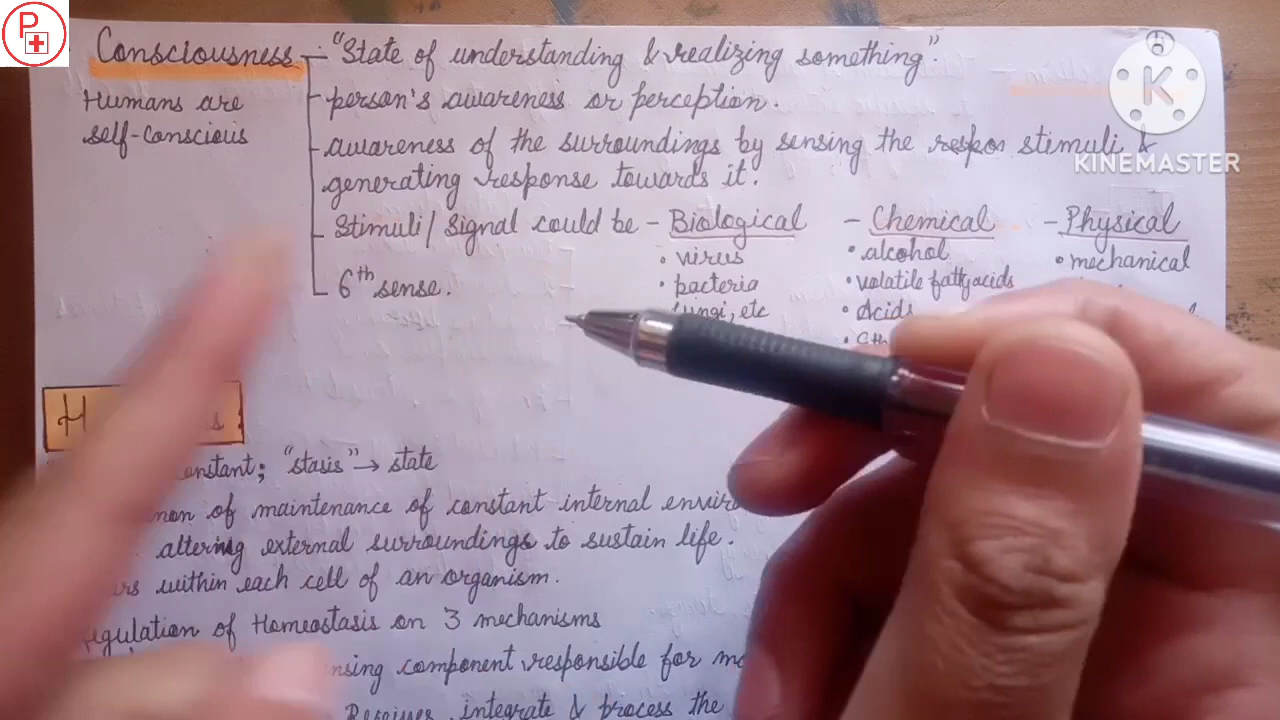 P
Consciousness – "State of understanding & realizing something".
Humans are
self-conscious
person's awareness or perception.
awareness of the surroundings by sensing the respon stimuli &
generating response towards it.
Stimuli/ Signal could be – Biological – Chemical – Physical
• virus • alcohol • mechanical
• bacteria • volatile fatty acids
fungi, etc • Acids
6th sense.
K
KINEMASTER
constant; "stasis" → state
of maintenance of constant internal
altering external surroundings to sustain life.
within each cell of an organism.
Regulation of Homeostasis on 3 mechanisms
component responsible for
Receives, integrate & process the